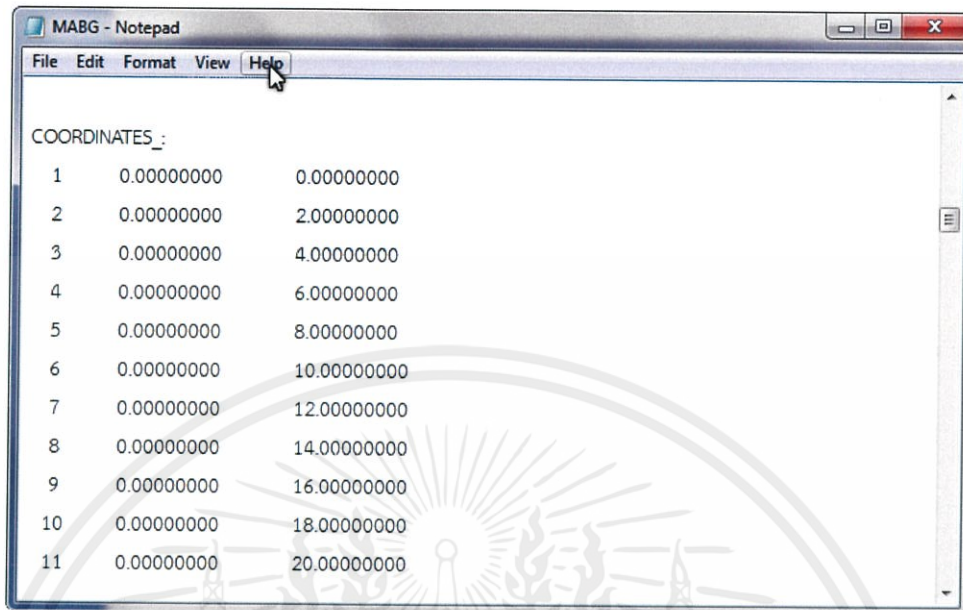 MABG - Notepad
File Edit Format View Help
COORDINATES_:
1 0.00000000 0.00000000
2 0.00000000 2.00000000
3 0.00000000 4.00000000
4 0.00000000 6.00000000
5 0.00000000 8.00000000
6 0.00000000 10.00000000
7 0.00000000 12.00000000
8 0.00000000 14.00000000
9 0.00000000 16.00000000
10 0.00000000 18.00000000
11 0.00000000 20.00000000